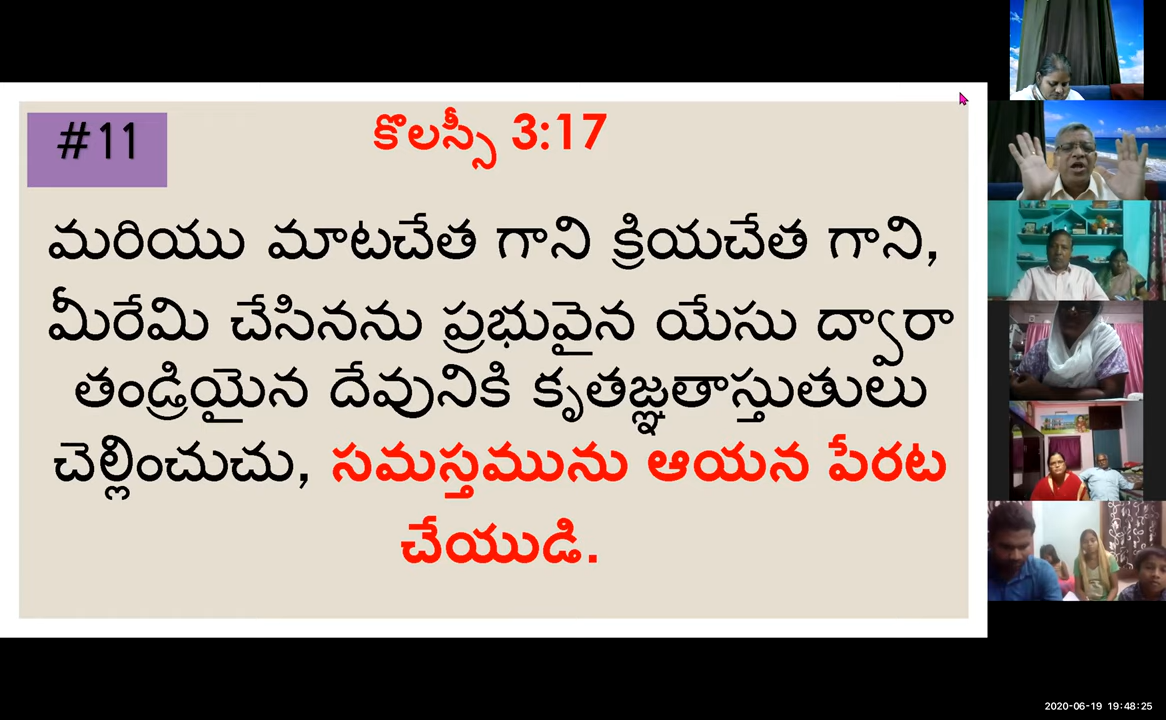 #11
కొలస్సీ 3:17
మరియు మాటచేత గాని క్రియచేత గాని,
మీరేమి చేసినను ప్రభువైన యేసు ద్వారా
తండ్రియైన దేవునికి కృతజ్ఞతాస్తుతులు
చెల్లించుచు, సమస్తమును ఆయన పేరట
చేయుడి.
2020-06-19 19:48:25